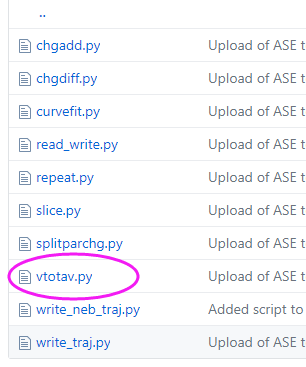 ..
chgadd.py Upload of ASE t
chgdiff.py Upload of ASE t
curvefit.py Upload of ASE t
read_write.py Upload of ASE t
repeat.py Upload of ASE t
slice.py Upload of ASE t
splitparchg.py Upload of ASE t
vtotav.py Upload of ASE t
write_neb_traj.py Added script to
write_traj.py Upload of ASE t